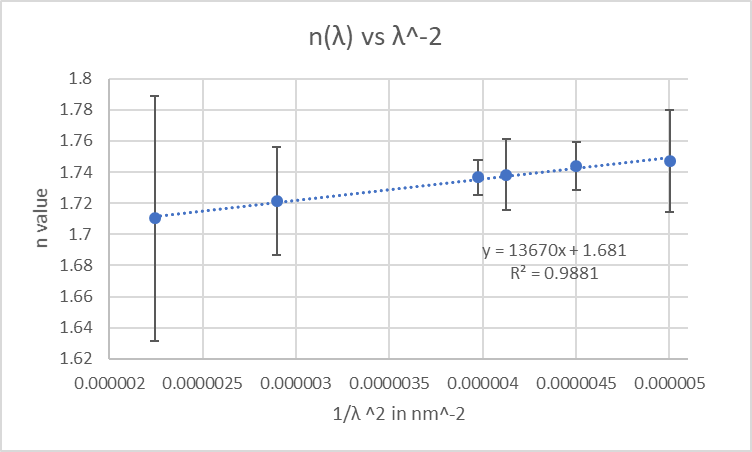 n(λ) vs λ^-2
1.8
1.78
1.76
1.74
1.72
1.7
1.68
1.66
1.64
1.62
n value
y = 13670x + 1.681
R² = 0.9881
0.000002 0.0000025 0.000003 0.0000035 0.000004 0.0000045 0.000005
1/λ ^2 in nm^-2